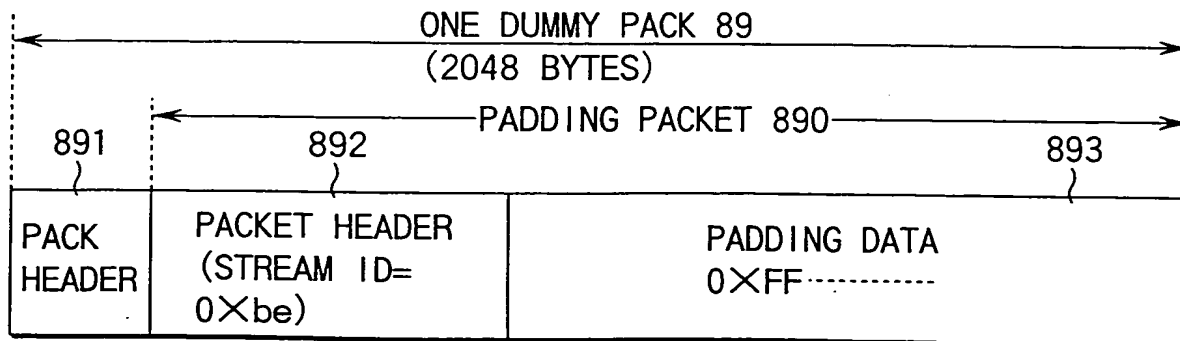 ONE DUMMY PACK 89
(2048 BYTES)
PADDING PACKET 890
891
892
893
PACK
HEADER
PACKET HEADER
(STREAM ID=
0×be)
PADDING DATA
0×FF----------